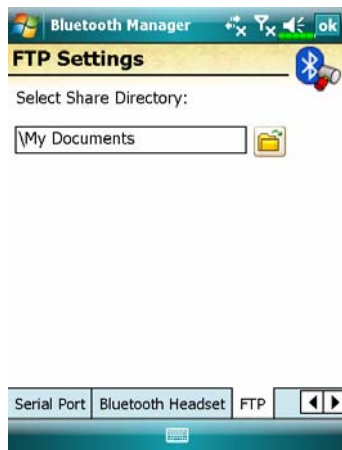 Bluetooth Manager ok
FTP Settings
Select Share Directory:
\My Documents
Serial Port Bluetooth Headset FTP